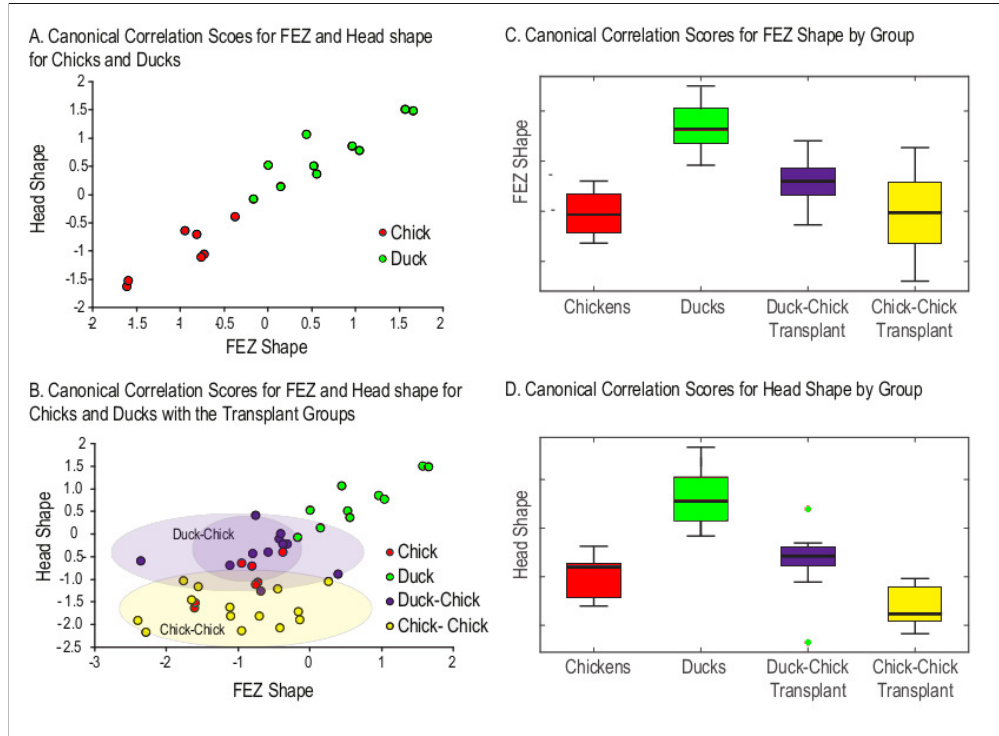 A. Canonical Correlation Scoes for FEZ and Head shape
for Chicks and Ducks
2
1.5
1
0.5
0
-0.5
-1
-1.5
-2
Head Shape
-2
-1.5
-1
-0.5
0
0.5
1
1.5
2
FEZ Shape
Chick
Duck
C. Canonical Correlation Scores for FEZ Shape by Group
FEZ SHape
Chickens
Ducks
Duck-Chick
Transplant
Chick-Chick
Transplant
B. Canonical Correlation Scores for FEZ and Head shape for
Chicks and Ducks with the Transplant Groups
2
1.5
1
0.5
0
0.5
-1.0
-1.5
-2.0
-2.5
Head Shape
Duck-Chick
Chick-Chick
-3
-2
-1
0
1
2
FEZ Shape
Chick
Duck
Duck-Chick
Chick- Chick
D. Canonical Correlation Scores for Head Shape by Group
Head Shape
Chickens
Ducks
Duck-Chick
Transplant
Chick-Chick
Transplant